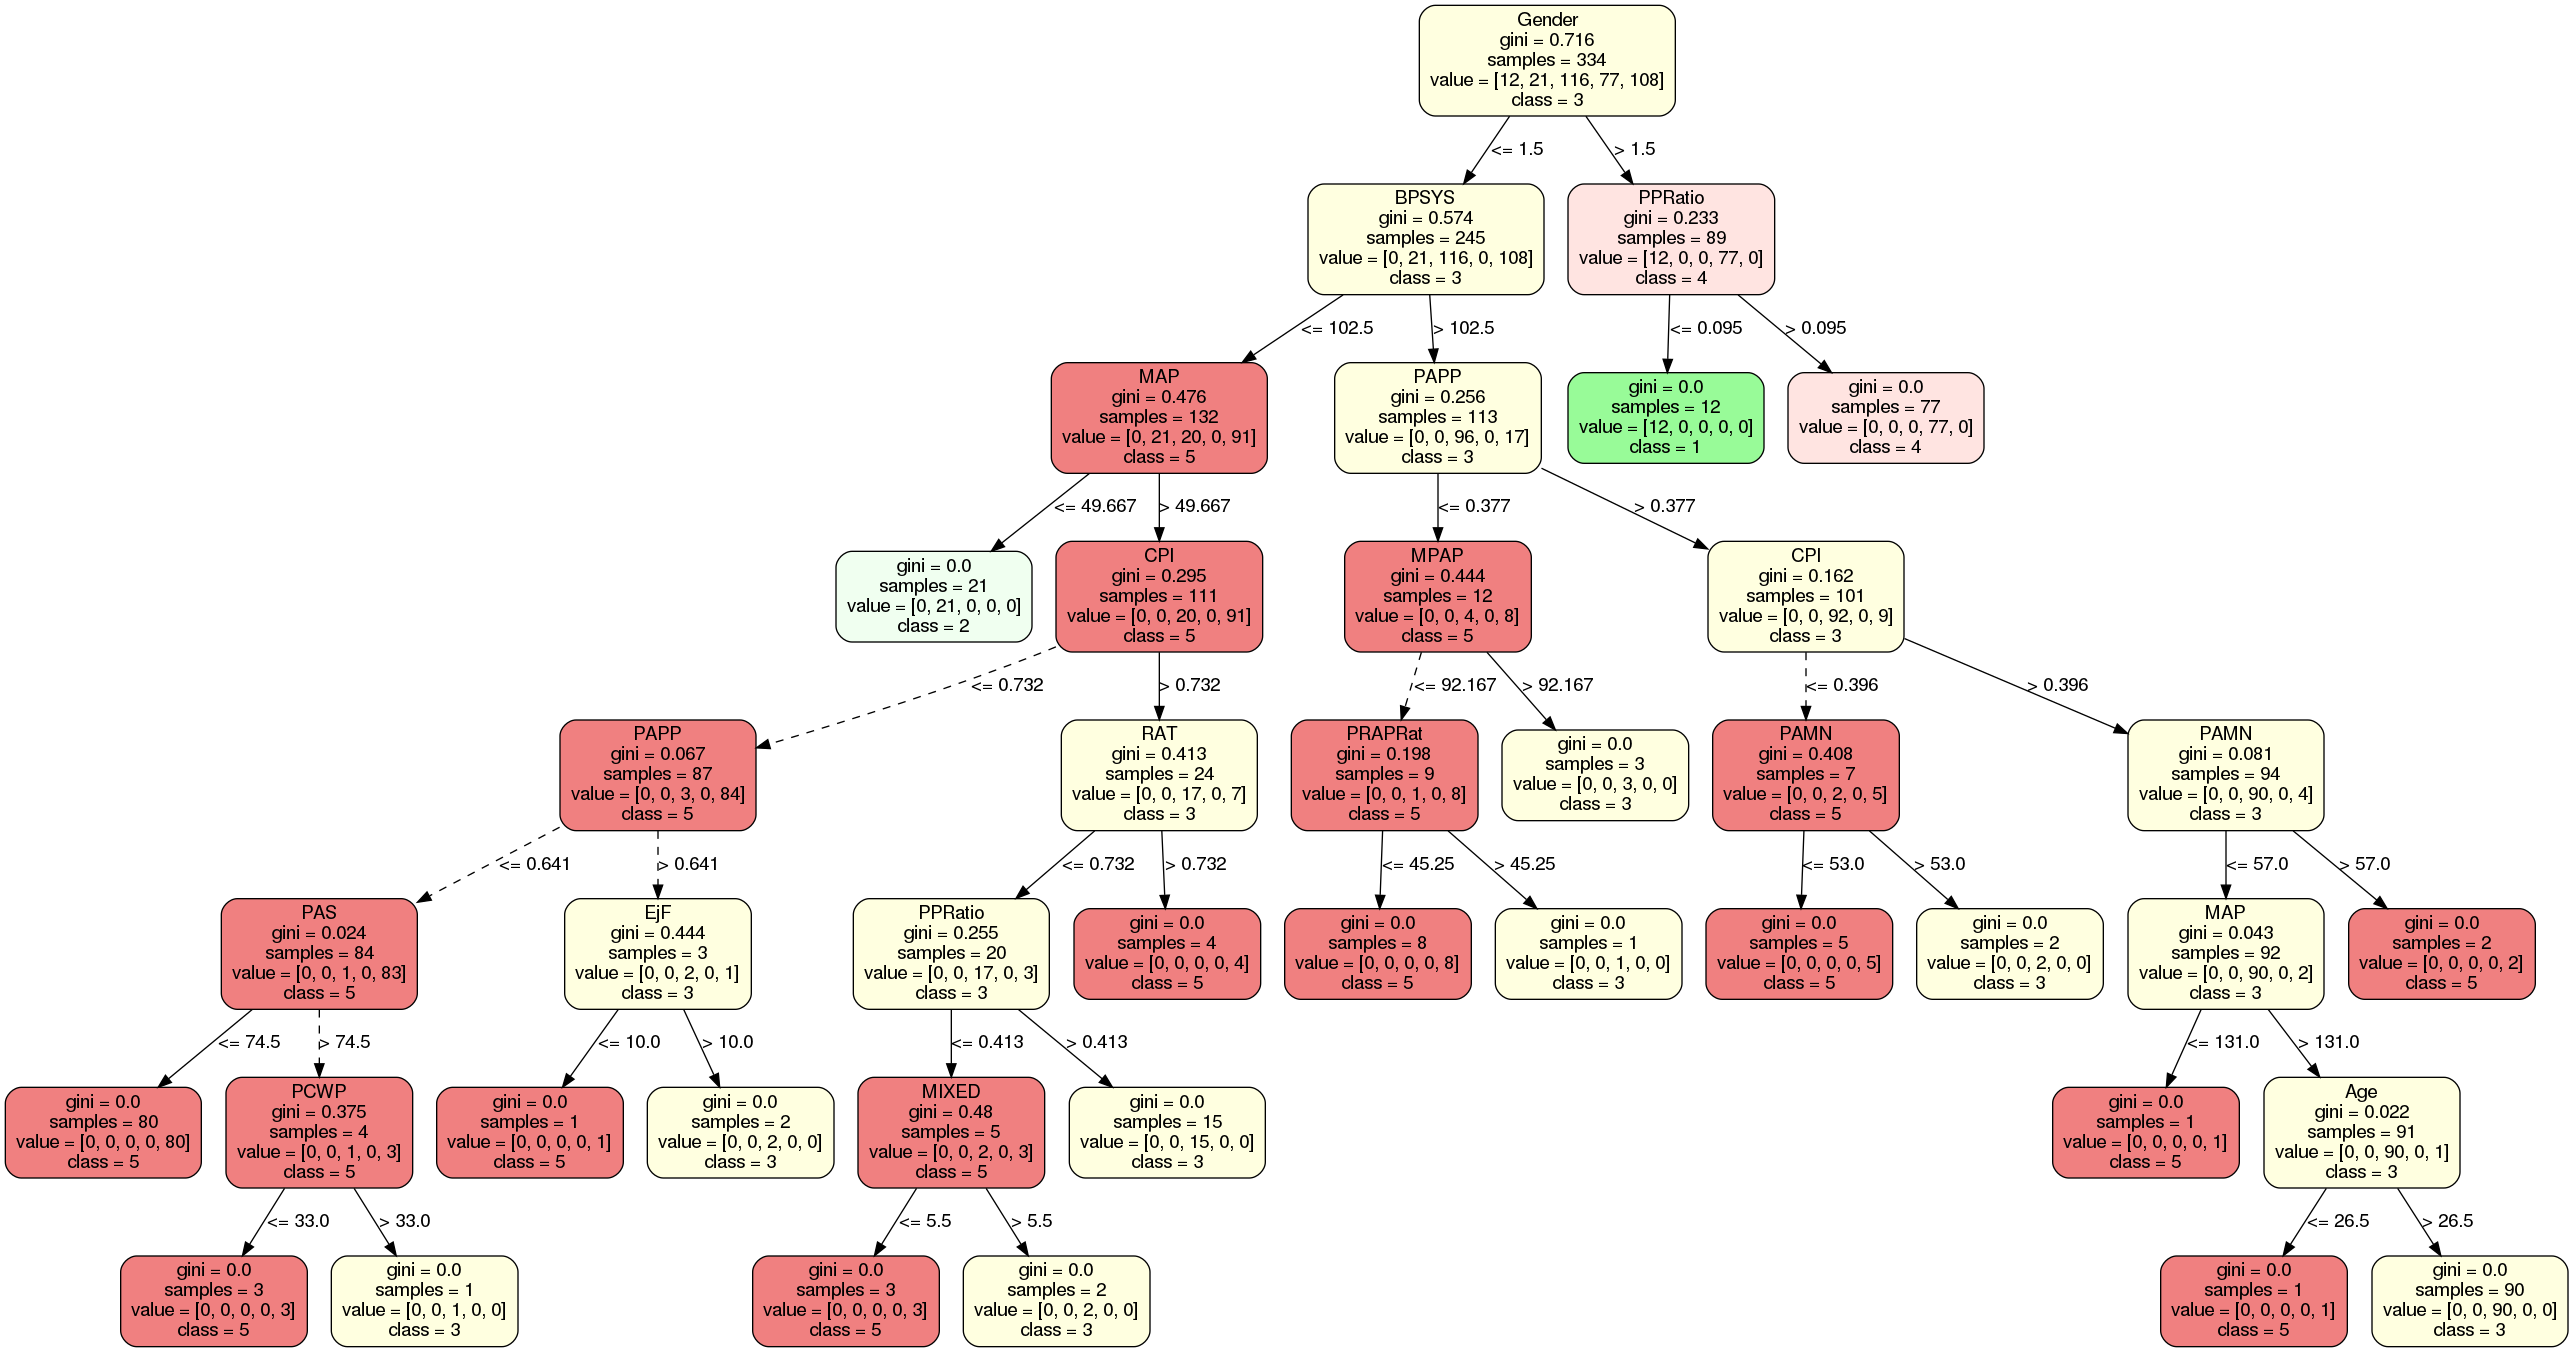 Gender
gini = 0.716
samples = 334
value = [12, 21, 116, 77, 108]
class = 3
<= 1.5
> 1.5
BPSYS
gini = 0.574
samples = 245
value = [0, 21, 116, 0, 108]
class = 3
PPRatio
gini = 0.233
samples = 89
value = [12, 0, 0, 77, 0]
class = 4
<= 102.5
> 102.5
<= 0.095
> 0.095
MAP
gini = 0.476
samples = 132
value = [0, 21, 20, 0, 91]
class = 5
PAPP
gini = 0.256
samples = 113
value = [0, 0, 96, 0, 17]
class = 3
gini = 0.0
samples = 12
value = [12, 0, 0, 0, 0]
class = 1
gini = 0.0
samples = 77
value = [0, 0, 0, 77, 0]
class = 4
<= 49.667
> 49.667
<= 0.377
> 0.377
gini = 0.0
samples = 21
value = [0, 21, 0, 0, 0]
class = 2
CPI
gini = 0.295
samples = 111
value = [0, 0, 20, 0, 91]
class = 5
MPAP
gini = 0.444
samples = 12
value = [0, 0, 4, 0, 8]
class = 5
CPI
gini = 0.162
samples = 101
value = [0, 0, 92, 0, 9]
class = 3
<= 0.732
> 0.732
<= 92.167
> 92.167
<= 0.396
> 0.396
PAPP
gini = 0.067
samples = 87
value = [0, 0, 3, 0, 84]
class = 5
RAT
gini = 0.413
samples = 24
value = [0, 0, 17, 0, 7]
class = 3
PRAPRat
gini = 0.198
samples = 9
value = [0, 0, 1, 0, 8]
class = 5
gini = 0.0
samples = 3
value = [0, 0, 3, 0, 0]
class = 3
PAMN
gini = 0.408
samples = 7
value = [0, 0, 2, 0, 5]
class = 5
PAMN
gini = 0.081
samples = 94
value = [0, 0, 90, 0, 4]
class = 3
<= 0.641
> 0.641
<= 0.732
> 0.732
<= 45.25
> 45.25
<= 53.0
> 53.0
<= 57.0
> 57.0
PAS
gini = 0.024
samples = 84
value = [0, 0, 1, 0, 83]
class = 5
EjF
gini = 0.444
samples = 3
value = [0, 0, 2, 0, 1]
class = 3
PPRatio
gini = 0.255
samples = 20
value = [0, 0, 17, 0, 3]
class = 3
gini = 0.0
samples = 4
value = [0, 0, 0, 0, 4]
class = 5
gini = 0.0
samples = 8
value = [0, 0, 0, 0, 8]
class = 5
gini = 0.0
samples = 1
value = [0, 0, 1, 0, 0]
class = 3
gini = 0.0
samples = 5
value = [0, 0, 0, 0, 5]
class = 5
gini = 0.0
samples = 2
value = [0, 0, 2, 0, 0]
class = 3
MAP
gini = 0.043
samples = 92
value = [0, 0, 90, 0, 2]
class = 3
gini = 0.0
samples = 2
value = [0, 0, 0, 0, 2]
class = 5
<= 74.5
> 74.5
<= 10.0
> 10.0
<= 0.413
> 0.413
<= 131.0
> 131.0
gini = 0.0
samples = 80
value = [0, 0, 0, 0, 80]
class = 5
PCWP
gini = 0.375
samples = 4
value = [0, 0, 1, 0, 3]
class = 5
gini = 0.0
samples = 1
value = [0, 0, 0, 0, 1]
class = 5
gini = 0.0
samples = 2
value = [0, 0, 2, 0, 0]
class = 3
MIXED
gini = 0.48
samples = 5
value = [0, 0, 2, 0, 3]
class = 5
gini = 0.0
samples = 15
value = [0, 0, 15, 0, 0]
class = 3
gini = 0.0
samples = 1
value = [0, 0, 0, 0, 1]
class = 5
Age
gini = 0.022
samples = 91
value = [0, 0, 90, 0, 1]
class = 3
<= 33.0
> 33.0
<= 5.5
> 5.5
<= 26.5
> 26.5
gini = 0.0
samples = 3
value = [0, 0, 0, 0, 3]
class = 5
gini = 0.0
samples = 1
value = [0, 0, 1, 0, 0]
class = 3
gini = 0.0
samples = 3
value = [0, 0, 0, 0, 3]
class = 5
gini = 0.0
samples = 2
value = [0, 0, 2, 0, 0]
class = 3
gini = 0.0
samples = 1
value = [0, 0, 0, 0, 1]
class = 5
gini = 0.0
samples = 90
value = [0, 0, 90, 0, 0]
class = 3